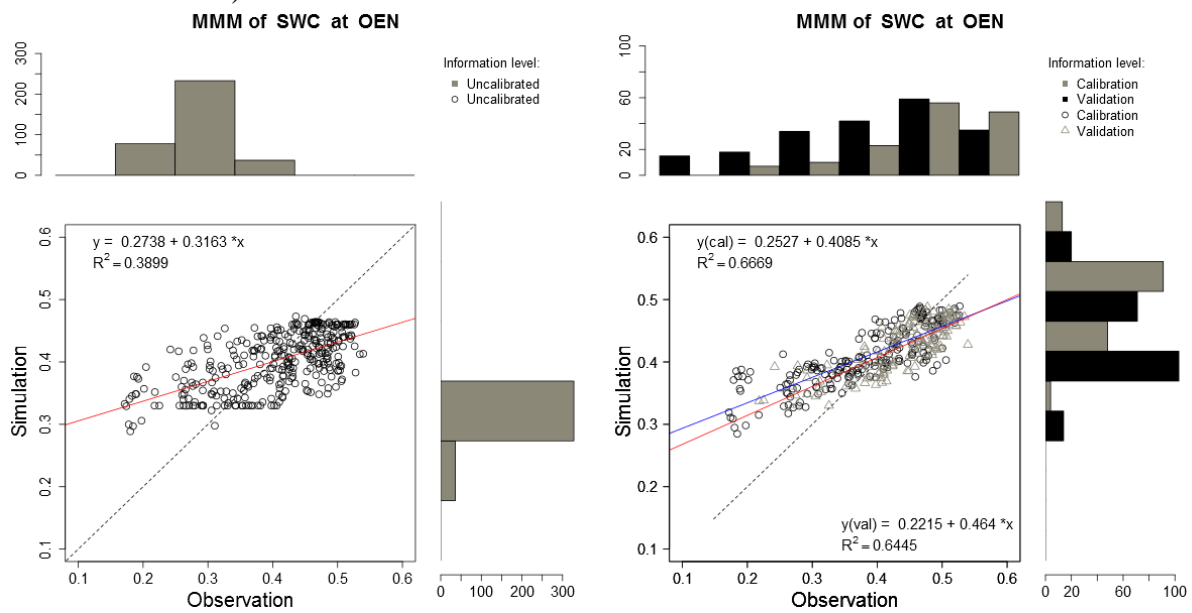 MMM of SWC at OEN
0 100 200 300
Information level:
Uncalibrated
Uncalibrated
y = 0.2738 + 0.3163 *x
R² = 0.3899
Simulation
0.1 0.2 0.3 0.4 0.5 0.6
0.1 0.2 0.3 0.4 0.5 0.6
Observation
0 100 300
MMM of SWC at OEN
0 20 60 100
Information level:
Calibration
Validation
Calibration
Validation
y(cal) = 0.2527 + 0.4085 *x
R² = 0.6669
Simulation
0.1 0.2 0.3 0.4 0.5 0.6
y(val) = 0.2215 + 0.464 *x
R² = 0.6445
0.1 0.2 0.3 0.4 0.5 0.6
Observation
0 20 60 100